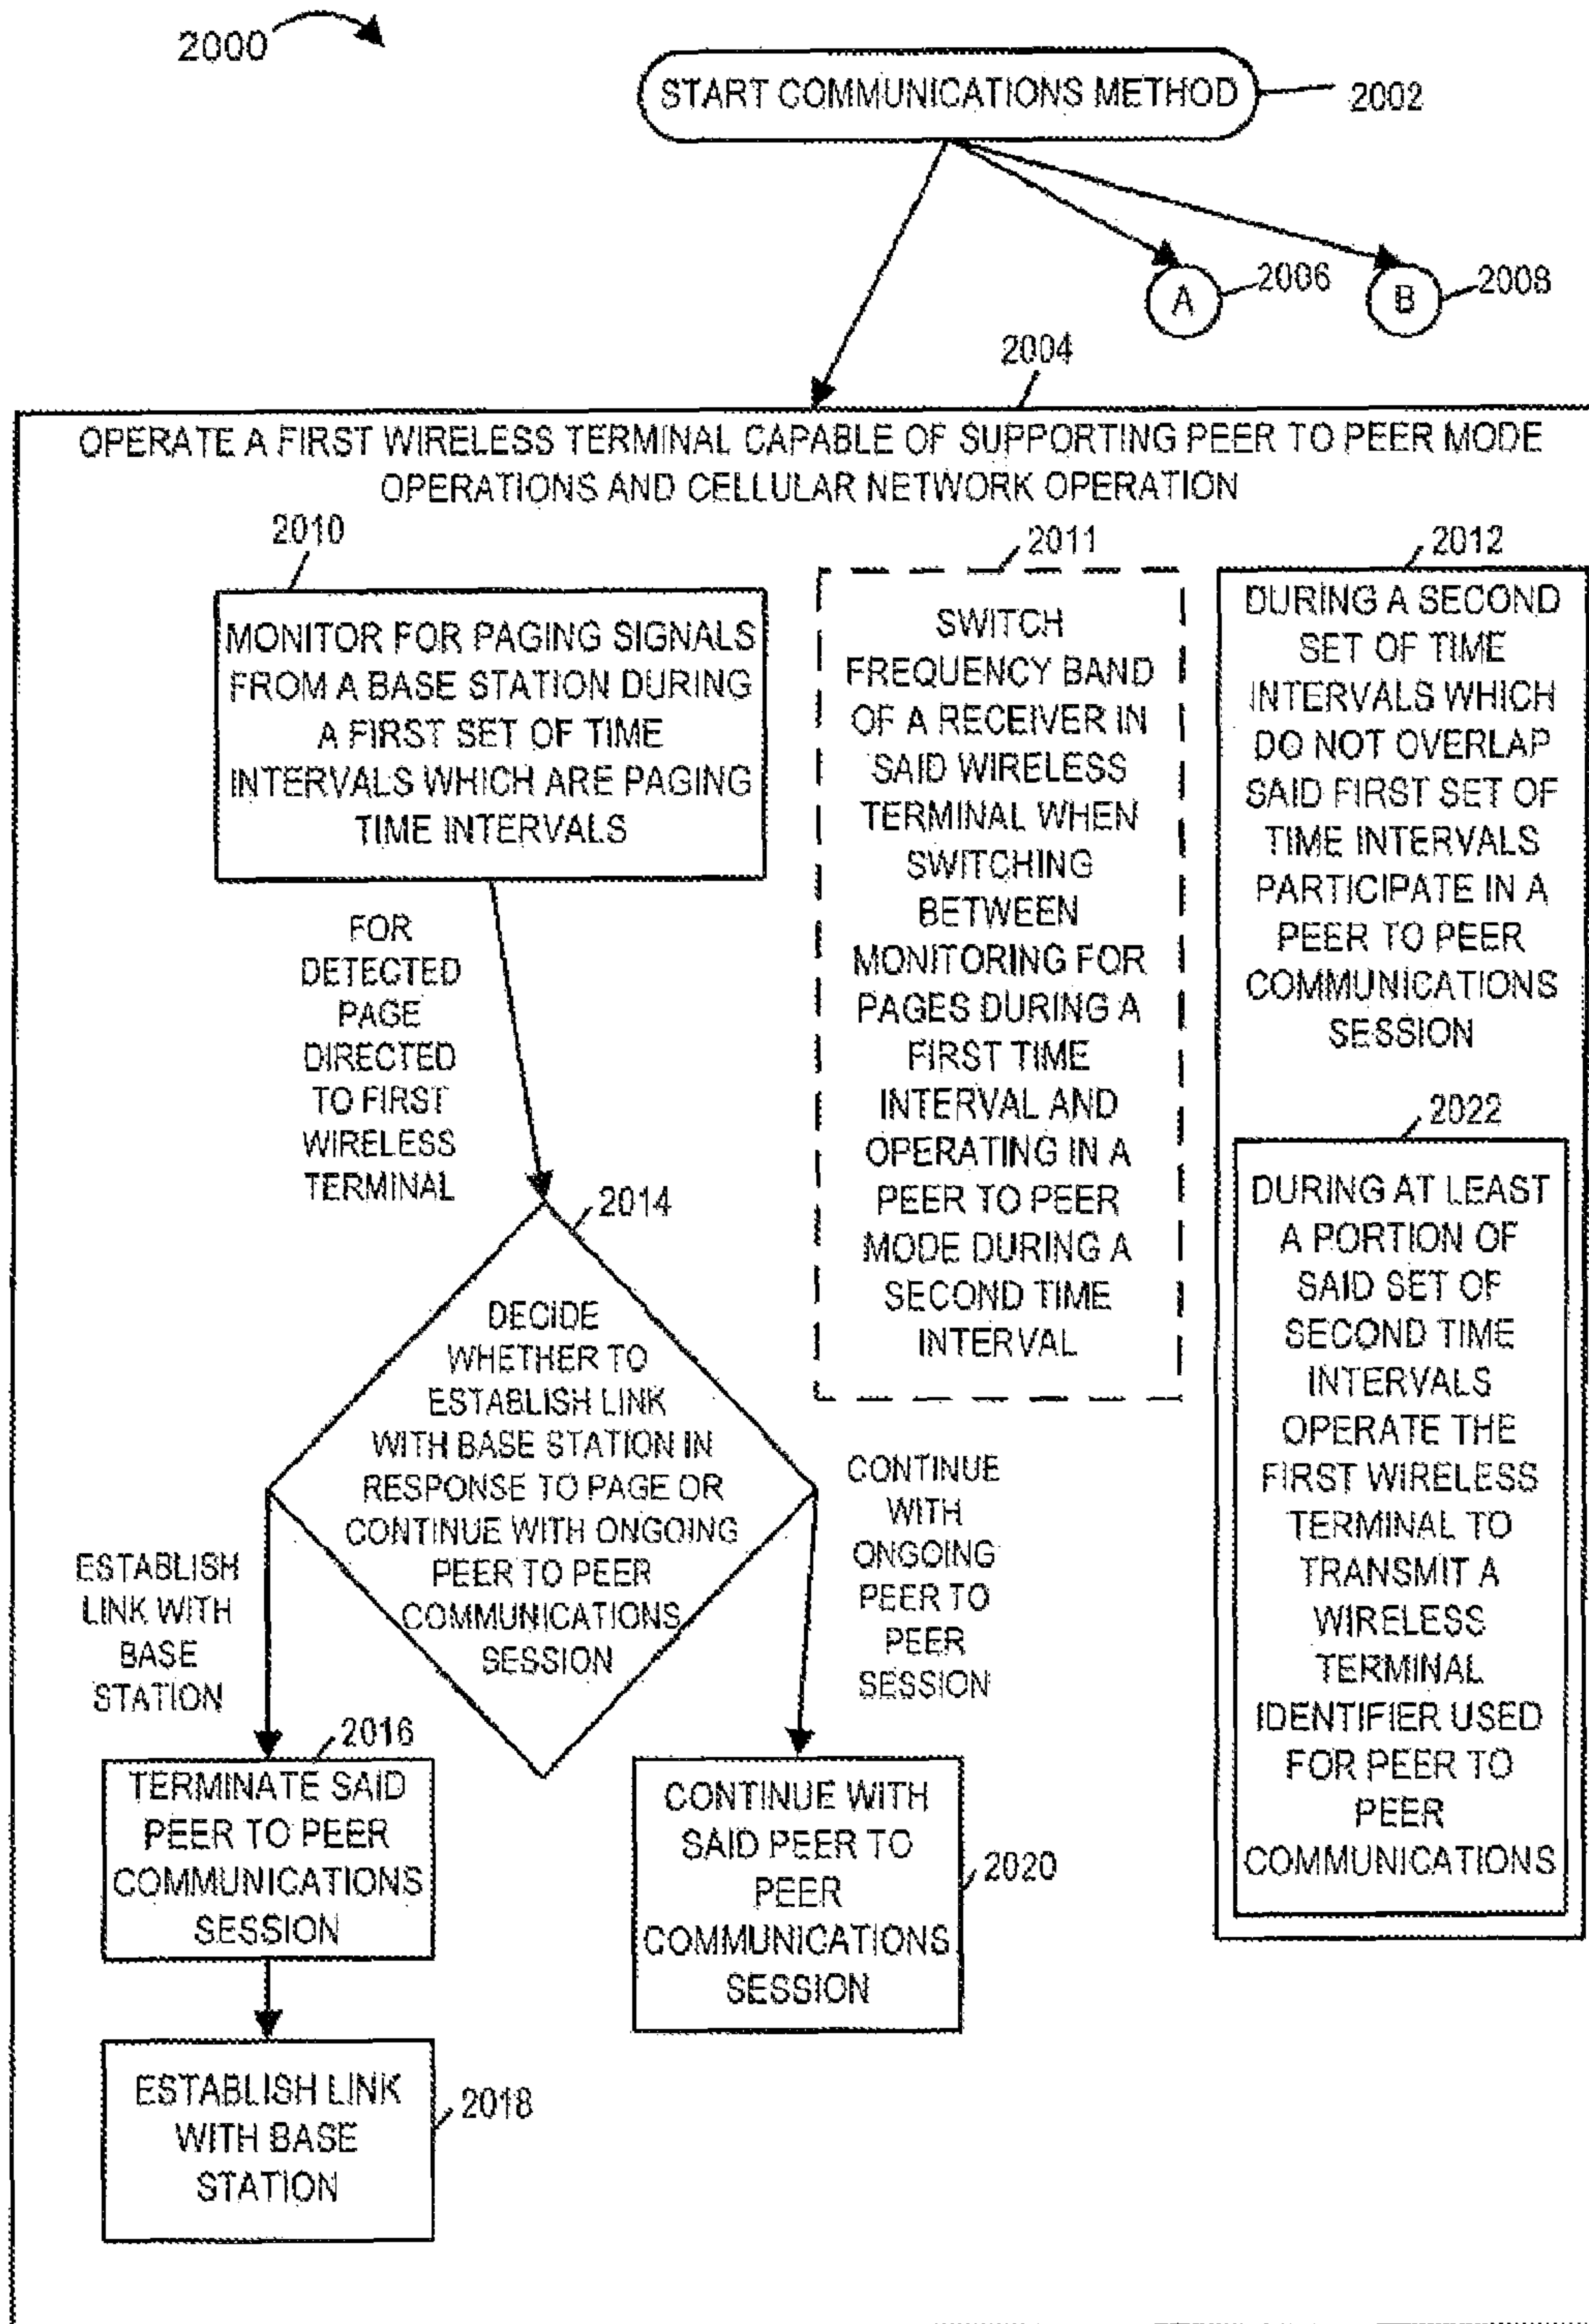 2000
START COMMUNICATIONS METHOD
2002
A
2006
B
2008
2004
OPERATE A FIRST WIRELESS TERMINAL CAPABLE OF SUPPORTING PEER TO PEER MODE
OPERATIONS AND CELLULAR NETWORK OPERATION
2010
MONITOR FOR PAGING SIGNALS
FROM A BASE STATION DURING
A FIRST SET OF TIME
INTERVALS WHICH ARE PAGING
TIME INTERVALS
2011
SWITCH
FREQUENCY BAND
OF A RECEIVER IN
SAID WIRELESS
TERMINAL WHEN
SWITCHING
BETWEEN
MONITORING FOR
PAGES DURING A
FIRST TIME
INTERVAL AND
OPERATING IN A
PEER TO PEER
MODE DURING A
SECOND TIME
INTERVAL
2012
DURING A SECOND
SET OF TIME
INTERVALS WHICH
DO NOT OVERLAP
SAID FIRST SET OF
TIME INTERVALS
PARTICIPATE IN A
PEER TO PEER
COMMUNICATIONS
SESSION
2022
DURING AT LEAST
A PORTION OF
SAID SET OF
SECOND TIME
INTERVALS
OPERATE THE
FIRST WIRELESS
TERMINAL TO
TRANSMIT A
WIRELESS
TERMINAL
IDENTIFIER USED
FOR PEER TO
PEER
COMMUNICATIONS
FOR
DETECTED
PAGE
DIRECTED
TO FIRST
WIRELESS
TERMINAL
2014
DECIDE
WHETHER TO
ESTABLISH LINK
WITH BASE STATION IN
RESPONSE TO PAGE OR
CONTINUE WITH ONGOING
PEER TO PEER
COMMUNICATIONS
SESSION
ESTABLISH
LINK WITH
BASE
STATION
CONTINUE
WITH
ONGOING
PEER TO
PEER
SESSION
2016
TERMINATE SAID
PEER TO PEER
COMMUNICATIONS
SESSION
CONTINUE WITH
SAID PEER TO
PEER
COMMUNICATIONS
SESSION
2020
ESTABLISH LINK
WITH BASE
STATION
2018